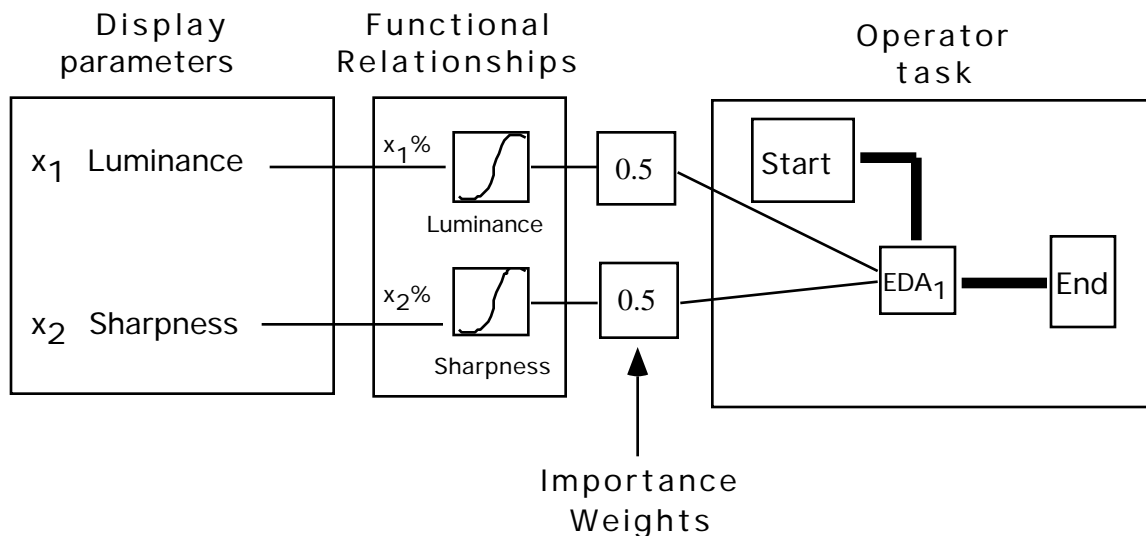 Display
parameters
Functional
Relationships
Operator
task
x1 Luminance
x1%
Luminance
0.5
Start
EDA1
End
x2 Sharpness
x2%
Sharpness
0.5
Importance
Weights